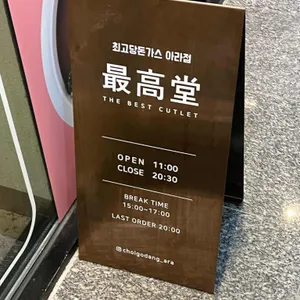 최고당돈가스 아라점
最高堂
THE BEST CUTLET
OPEN 11:00
CLOSE 20:30
BREAK TIME
15:00~17:00
LAST ORDER 20:00
@choigodang_ara